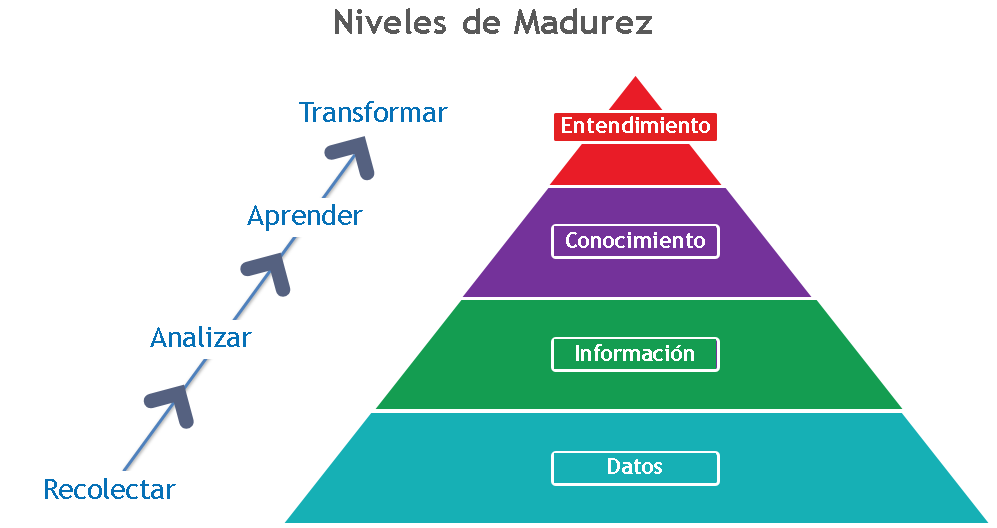 Niveles de Madurez
Transformar
Entendimiento
Aprender
Conocimiento
Analizar
Información
Recolectar
Datos